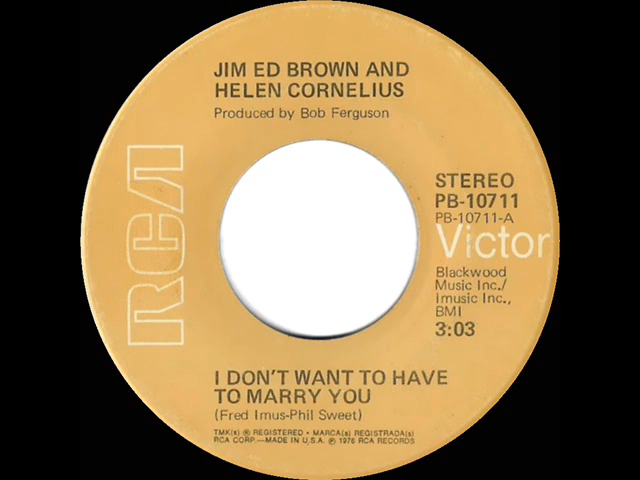 JIM ED BROWN AND
HELEN CORNELIUS
Produced by Bob Ferguson
RCA
STEREO
PB-10711
PB-10711-A
Victor
Blackwood
Music Inc./
Imusic Inc.,
BMI
3:03
I DON'T WANT TO HAVE
TO MARRY YOU
(Fred Imus-Phil Sweet)
TMK(s) ® REGISTERED • MARCA(s) REGISTRADA(s)
RCA CORP.—MADE IN U.S.A. ℗ 1976 RCA RECORDS